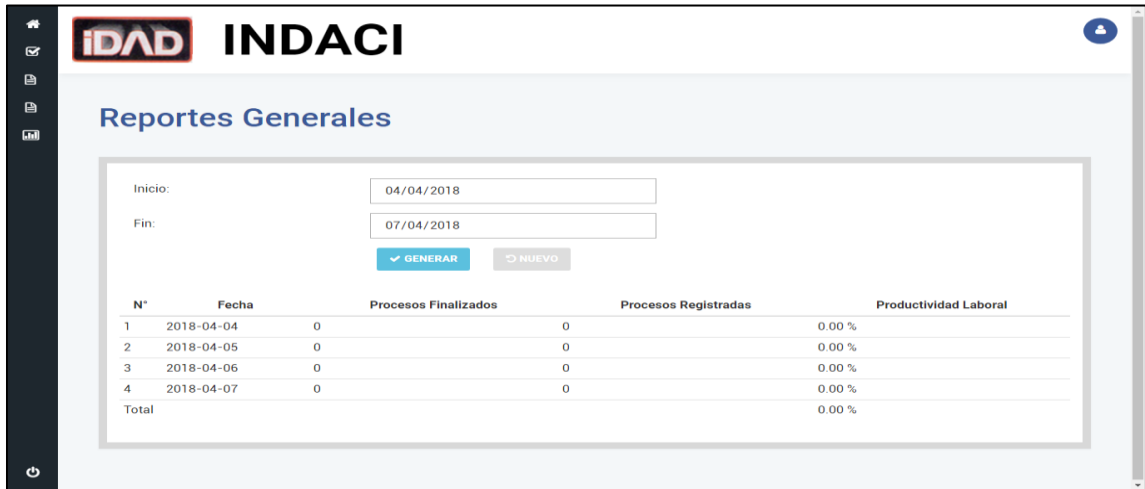 iDAD INDACI
Reportes Generales
Inicio: 04/04/2018
Fin: 07/04/2018
GENERAR NUEVO
N° Fecha Procesos Finalizados Procesos Registradas Productividad Laboral
1 2018-04-04 0 0 0.00 %
2 2018-04-05 0 0 0.00 %
3 2018-04-06 0 0 0.00 %
4 2018-04-07 0 0 0.00 %
Total 0.00 %